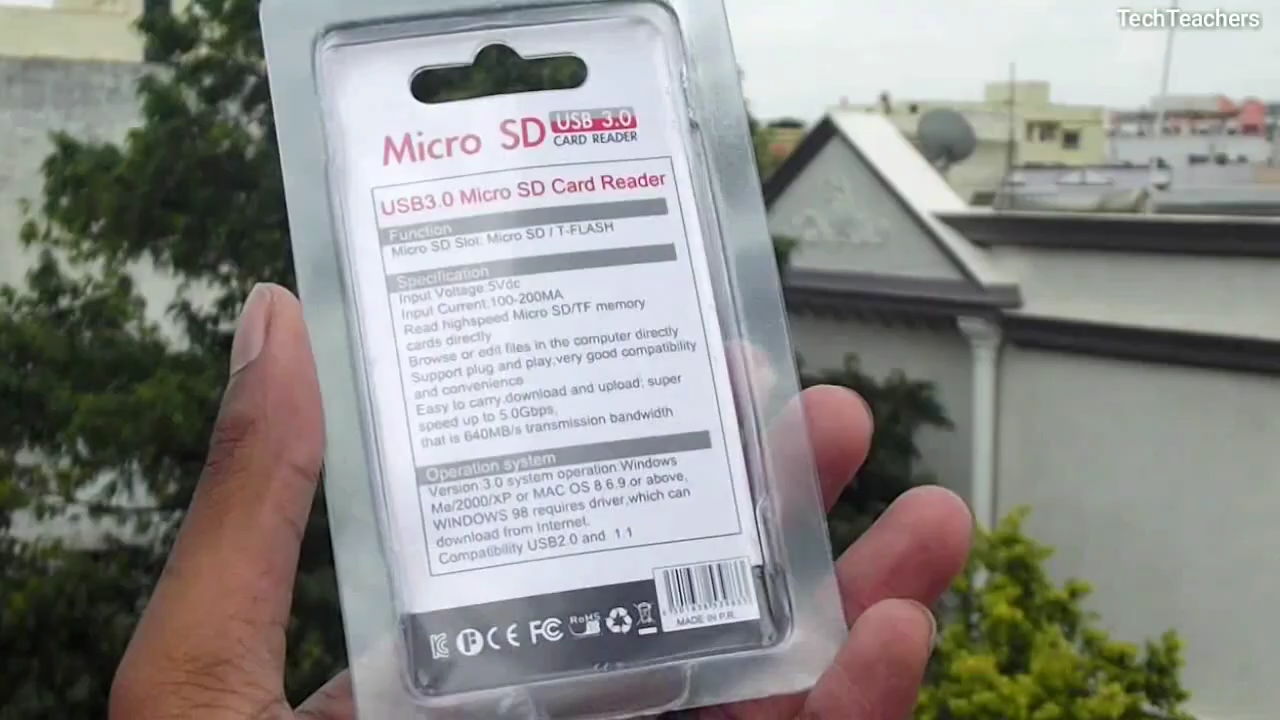 TechTeachers
Micro SD USB 3.0
CARD READER
USB3.0 Micro SD Card Reader
Function
Micro SD Slot: Micro SD / T-FLASH
Specification
Input Voltage:5Vdc
Input Current:100-200MA
Read highspeed Micro SD/TF memory
cards directly
Browse or edit files in the computer directly
Support plug and play,very good compatibility
and convenience
Easy to carry,download and upload; super
speed up to 5.0Gbps,
that is 640MB/s transmission bandwidth
Operation system
Version 3.0 system operation:Windows
Me/2000/XP or MAC OS 8.6.9.or above,
WINDOWS 98 requires driver,which can
download from Internet.
Compatibility USB2.0 and 1.1
CE FC RoHS
MADE IN P.R.